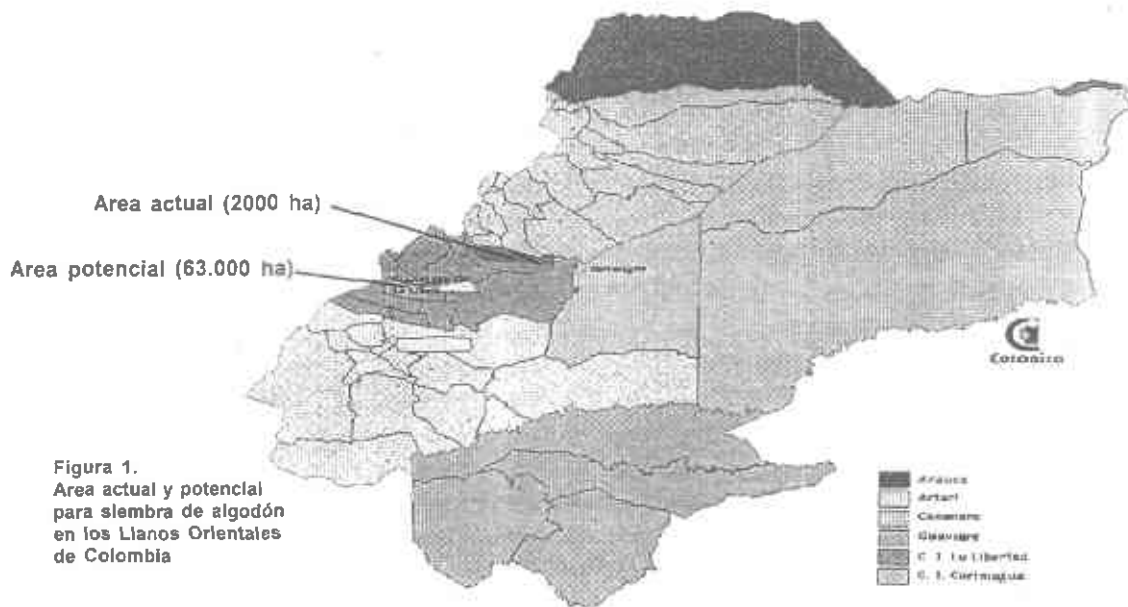 Area actual (2000 ha)
Area potencial (63.000 ha)
Corpoica
Figura 1.
Area actual y potencial
para siembra de algodón
en los Llanos Orientales
de Colombia
Arauca
Ariari
Casanare
Guaviare
C. I. La Libertad
C. I. Carimagua